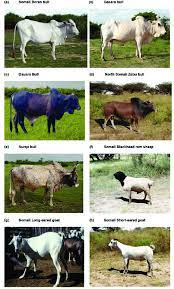 (a) Somali Boran bull
(b) Gasara bull
(c) Dauara bull
(d) North Somali Zebu bull
(e) Surqo bull
(f) Somali Blackhead ram sheep
(g) Somali Long-eared goat
(h) Somali Short-eared goat